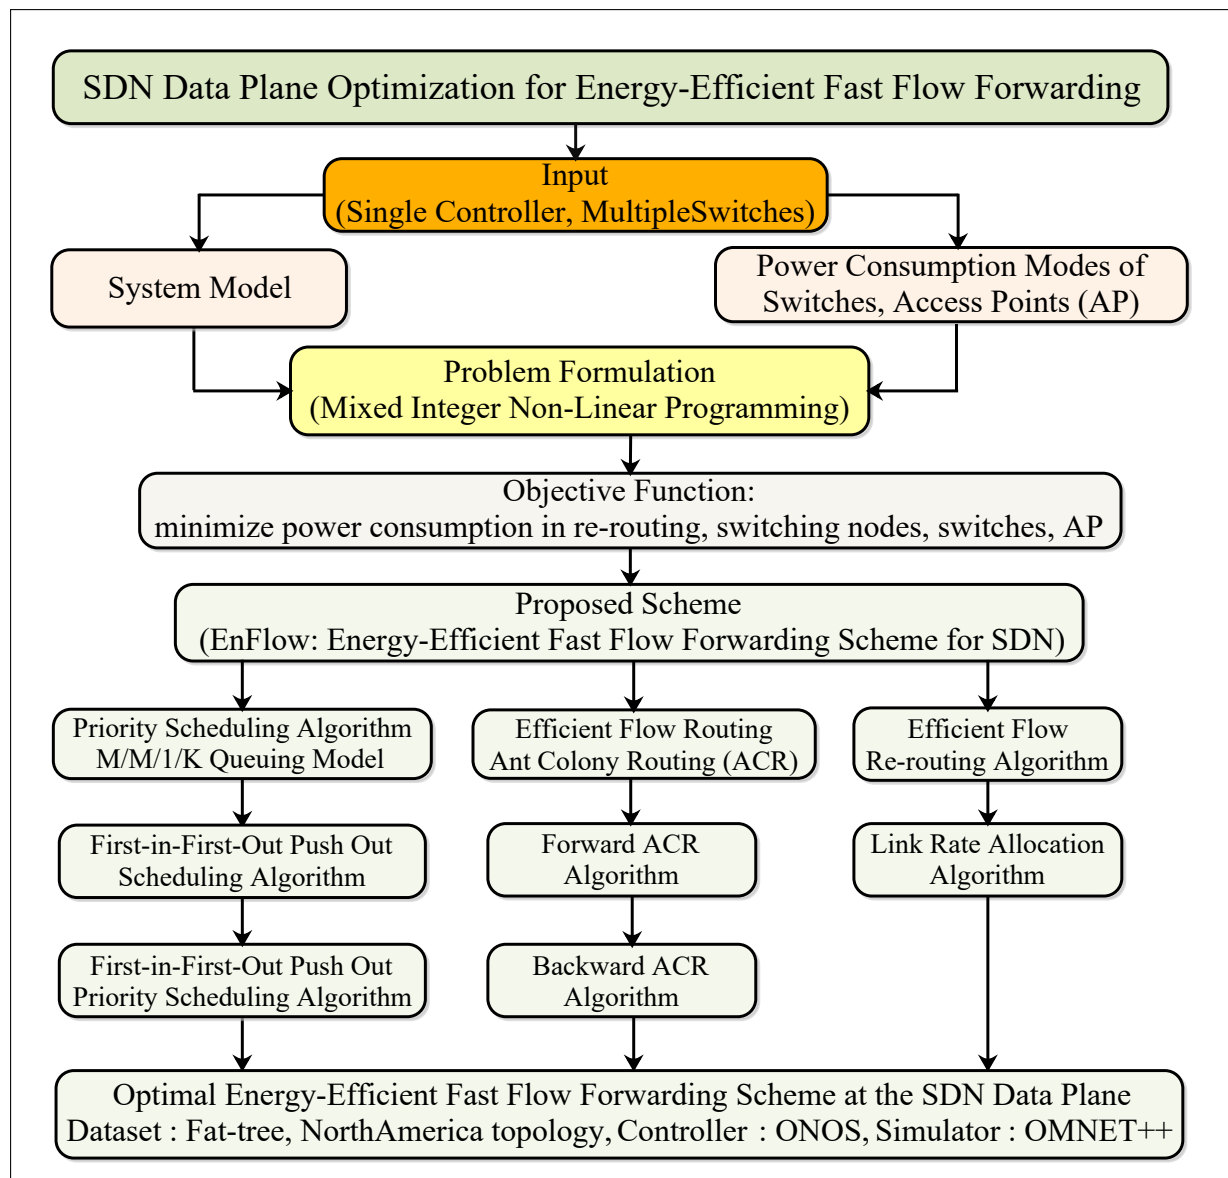 SDN Data Plane Optimization for Energy-Efficient Fast Flow Forwarding
Input
(Single Controller, MultipleSwitches)
System Model
Power Consumption Modes of
Switches, Access Points (AP)
Problem Formulation
(Mixed Integer Non-Linear Programming)
Objective Function:
minimize power consumption in re-routing, switching nodes, switches, AP
Proposed Scheme
(EnFlow: Energy-Efficient Fast Flow Forwarding Scheme for SDN)
Priority Scheduling Algorithm
M/M/1/K Queuing Model
Efficient Flow Routing
Ant Colony Routing (ACR)
Efficient Flow
Re-routing Algorithm
First-in-First-Out Push Out
Scheduling Algorithm
Forward ACR
Algorithm
Link Rate Allocation
Algorithm
First-in-First-Out Push Out
Priority Scheduling Algorithm
Backward ACR
Algorithm
Optimal Energy-Efficient Fast Flow Forwarding Scheme at the SDN Data Plane
Dataset : Fat-tree, NorthAmerica topology, Controller : ONOS, Simulator : OMNET++